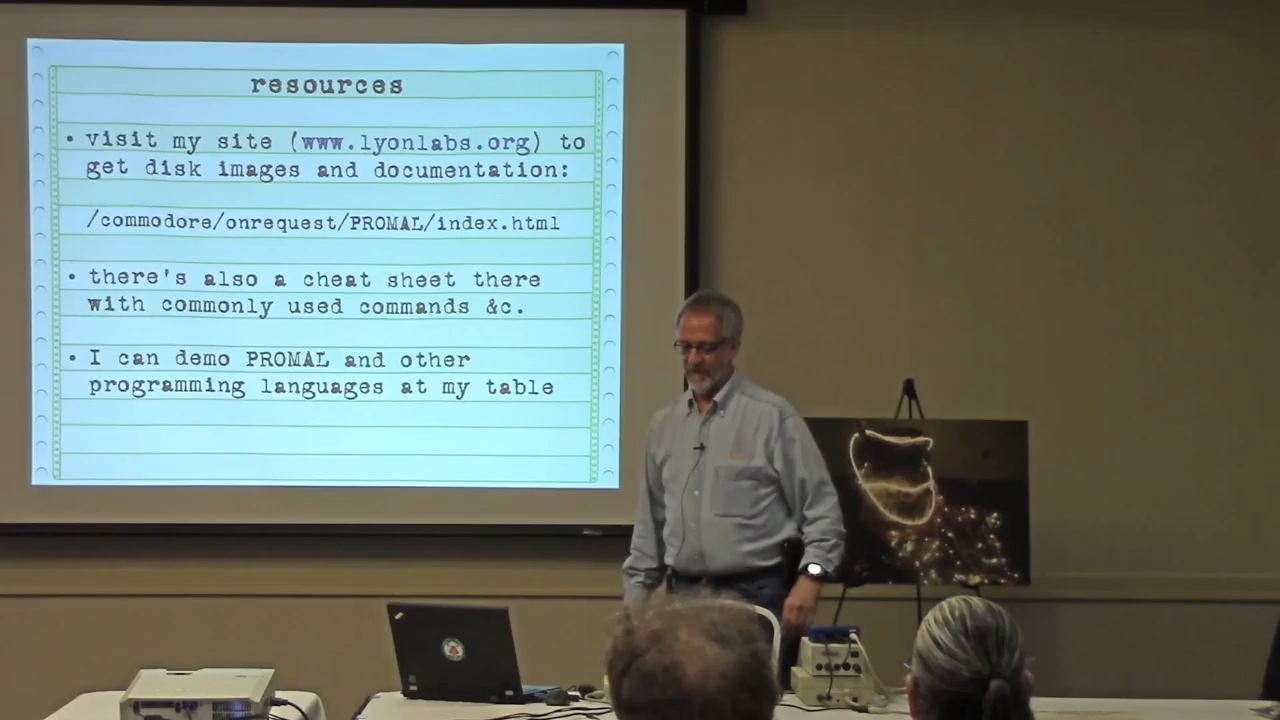 resources
• visit my site (www.lyonlabs.org) to
get disk images and documentation:
/commodore/onrequest/PROMAL/index.html
• there's also a cheat sheet there
with commonly used commands &c.
• I can demo PROMAL and other
programming languages at my table